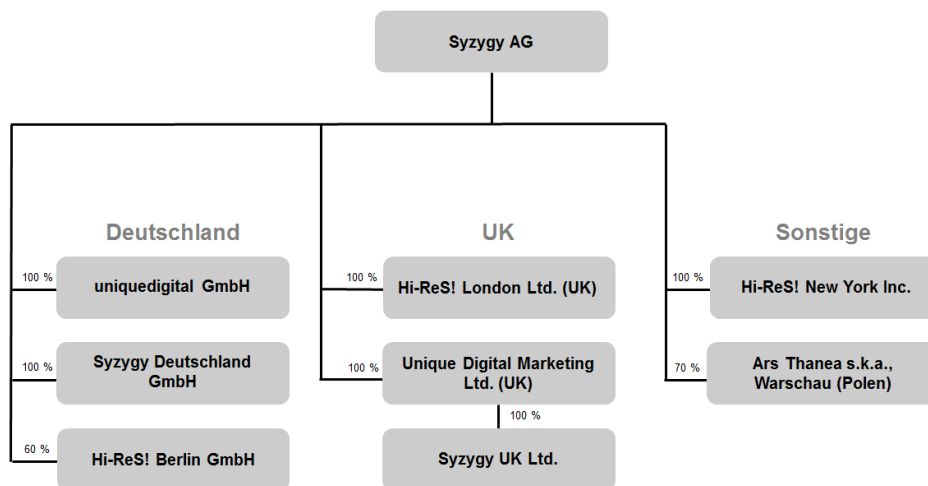 Syzygy AG
Deutschland
UK
Sonstige
100 %
uniquedigital GmbH
100 %
Hi-ReS! London Ltd. (UK)
100 %
Hi-ReS! New York Inc.
100 %
Syzygy Deutschland
GmbH
100 %
Unique Digital Marketing
Ltd. (UK)
70 %
Ars Thanea s.k.a.,
Warschau (Polen)
100 %
60 %
Hi-ReS! Berlin GmbH
Syzygy UK Ltd.